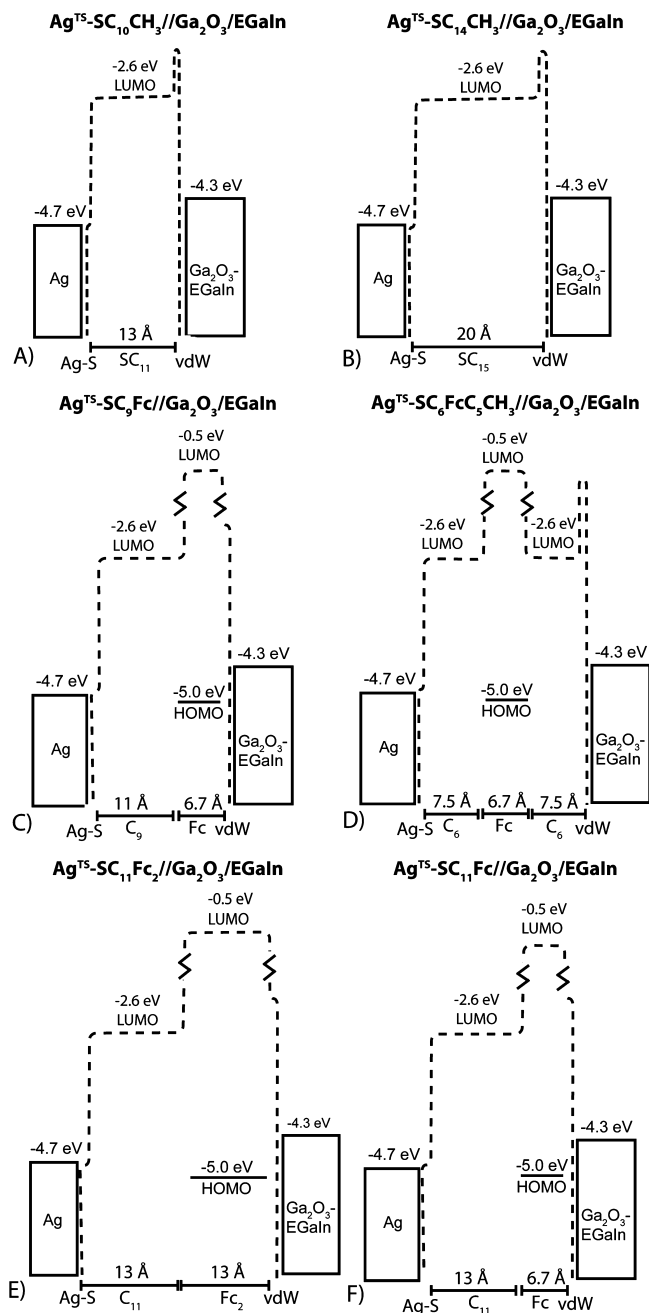 Ag^TS-SC₁₀CH₃//Ga₂O₃/EGaIn
-2.6 eV
LUMO
-4.7 eV
-4.3 eV
Ag
Ga₂O₃-
EGaIn
13 Å
A)
Ag-S
SC₁₁
vdW
Ag^TS-SC₁₄CH₃//Ga₂O₃/EGaIn
-2.6 eV
LUMO
-4.7 eV
-4.3 eV
Ag
Ga₂O₃-
EGaIn
20 Å
B)
Ag-S
SC₁₅
vdW
Ag^TS-SC₉Fc//Ga₂O₃/EGaIn
-0.5 eV
LUMO
-2.6 eV
LUMO
-4.7 eV
-4.3 eV
-5.0 eV
HOMO
Ag
Ga₂O₃-
EGaIn
11 Å
6.7 Å
C)
Ag-S
C₉
Fc
vdW
Ag^TS-SC₆FcC₅CH₃//Ga₂O₃/EGaIn
-0.5 eV
LUMO
-2.6 eV
LUMO
-2.6 eV
LUMO
-4.7 eV
-4.3 eV
-5.0 eV
HOMO
Ag
Ga₂O₃-
EGaIn
7.5 Å
6.7 Å
7.5 Å
D)
Ag-S
C₆
Fc
C₆
vdW
Ag^TS-SC₁₁Fc₂//Ga₂O₃/EGaIn
-0.5 eV
LUMO
-2.6 eV
LUMO
-4.7 eV
-4.3 eV
-5.0 eV
HOMO
Ag
Ga₂O₃-
EGaIn
13 Å
13 Å
E)
Ag-S
C₁₁
Fc₂
vdW
Ag^TS-SC₁₁Fc//Ga₂O₃/EGaIn
-0.5 eV
LUMO
-2.6 eV
LUMO
-4.7 eV
-4.3 eV
-5.0 eV
HOMO
Ag
Ga₂O₃-
EGaIn
13 Å
6.7 Å
F)
Ag-S
C₁₁
Fc
vdW